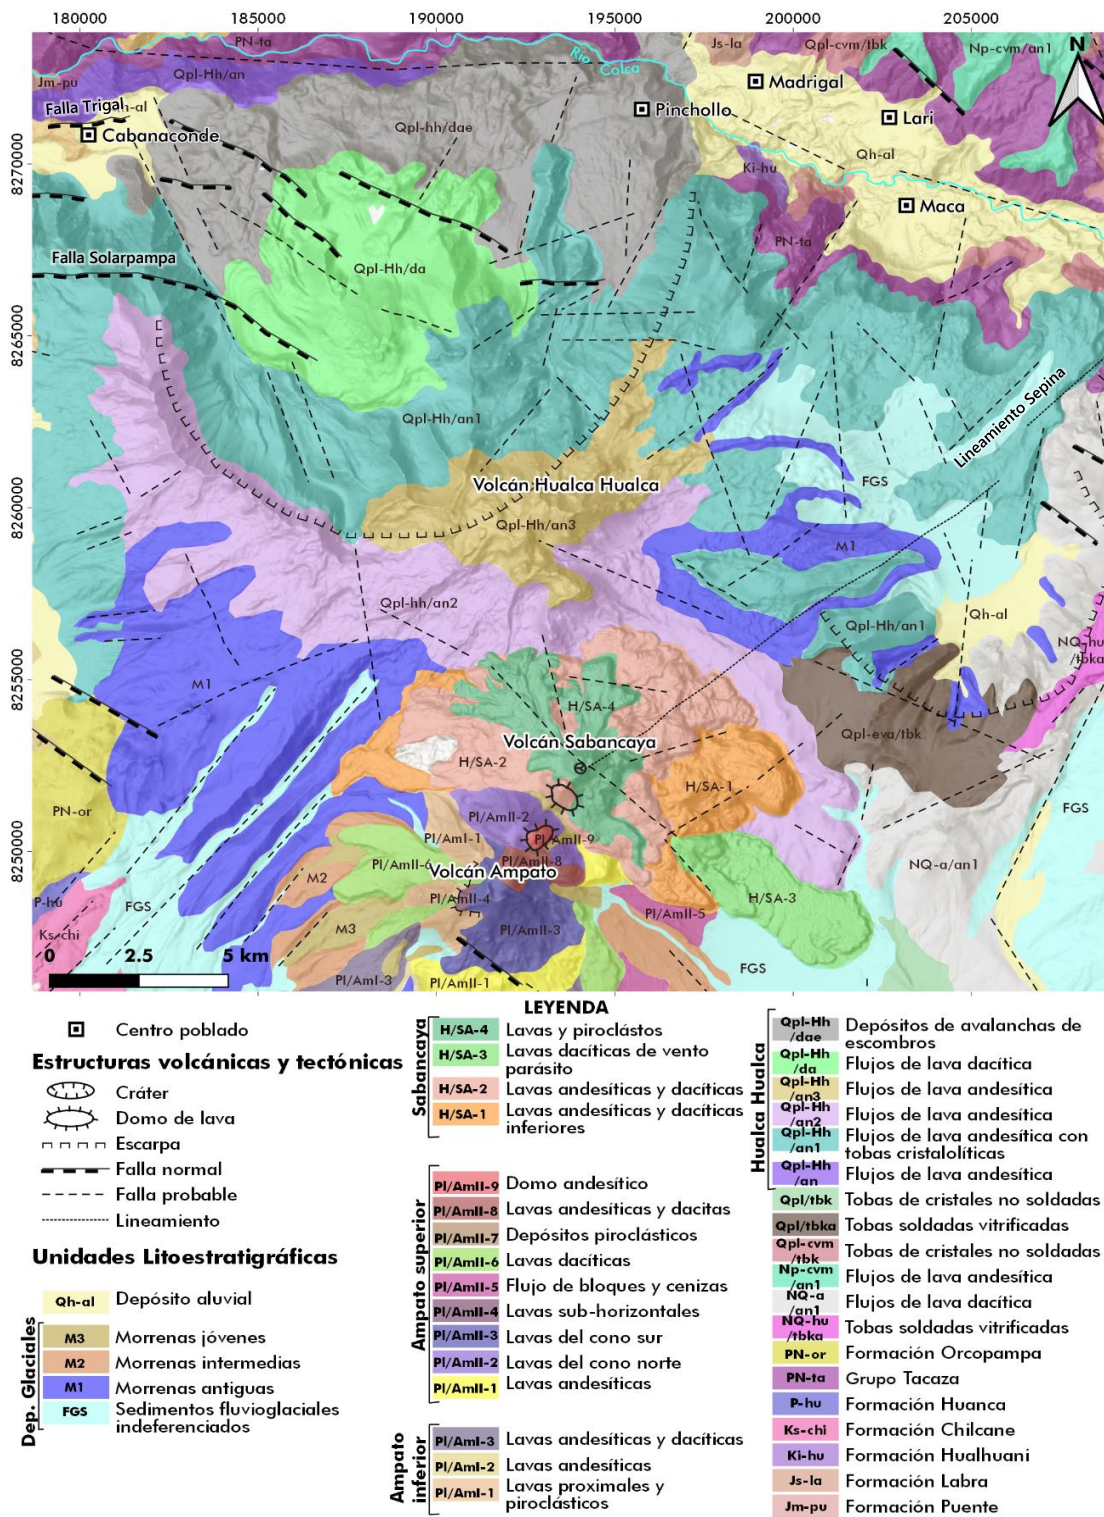 180000 185000 190000 195000 200000 205000
8270000
8265000
8260000
8255000
8250000
N
PN-ta
Río
Colca
Js-la
Qpl-cvm/tbk
Np-cvm/an1
Jm-pu
Qpl-Hh/an
Madrigal
Falla Trigal
h-al
Pinchollo
Lari
Cabanaconde
Qpl-hh/dae
Qh-al
Ki-hu
Maca
PN-ta
Falla Solarpampa
Qpl-Hh/da
Lineamiento Sepina
Qpl-Hh/an1
Volcán Hualca Hualca
FGS
Qpl-Hh/an3
M1
Qpl-hh/an2
Qh-al
Qpl-Hh/an1
NQ-hu
/tbka
M1
H/SA-4
Volcán Sabancaya
Qpl-eva/tbk
H/SA-2
H/SA-1
PN-or
Pl/AmII-2
FGS
Pl/AmI-1
Pl/AmII-9
Pl/AmII-6
Pl/AmII-8
NQ-a/an1
Volcán Ampato
M2
P-hu
FGS
Pl/AmII-4
H/SA-3
Pl/AmII-5
Ks-chi
M3
Pl/AmII-3
0 2.5 5 km
Pl/AmI-3
Pl/AmII-1
FGS
LEYENDA
Centro poblado
Estructuras volcánicas y tectónicas
Cráter
Domo de lava
Escarpa
Falla normal
Falla probable
Lineamiento
Unidades Litoestratigráficas
Qh-al Depósito aluvial
Dep. Glaciales
M3 Morrenas jóvenes
M2 Morrenas intermedias
M1 Morrenas antiguas
FGS Sedimentos fluvioglaciales
indeferenciados
Sabancaya
H/SA-4 Lavas y piroclástos
H/SA-3 Lavas dacíticas de vento
parásito
H/SA-2 Lavas andesíticas y dacíticas
H/SA-1 Lavas andesíticas y dacíticas
inferiores
Ampato superior
Pl/AmII-9 Domo andesítico
Pl/AmII-8 Lavas andesíticas y dacitas
Pl/AmII-7 Depósitos piroclásticos
Pl/AmII-6 Lavas dacíticas
Pl/AmII-5 Flujo de bloques y cenizas
Pl/AmII-4 Lavas sub-horizontales
Pl/AmII-3 Lavas del cono sur
Pl/AmII-2 Lavas del cono norte
Pl/AmII-1 Lavas andesíticas
Ampato
inferior
Pl/AmI-3 Lavas andesíticas y dacíticas
Pl/AmI-2 Lavas andesíticas
Pl/AmI-1 Lavas proximales y
piroclásticos
Hualca Hualca
Qpl-Hh
/dae Depósitos de avalanchas de
escombros
Qpl-Hh
/da Flujos de lava dacítica
Qpl-Hh
/an3 Flujos de lava andesítica
Qpl-Hh
/an2 Flujos de lava andesítica
Qpl-Hh
/an1 Flujos de lava andesítica con
tobas cristalolíticas
Qpl-Hh
/an Flujos de lava andesítica
Qpl/tbk Tobas de cristales no soldadas
Qpl/tbka Tobas soldadas vitrificadas
Qpl-cvm
/tbk Tobas de cristales no soldadas
Np-cvm
/an1 Flujos de lava andesítica
NQ-a
/an1 Flujos de lava dacítica
NQ-hu
/tbka Tobas soldadas vitrificadas
PN-or Formación Orcopampa
PN-ta Grupo Tacaza
P-hu Formación Huanca
Ks-chi Formación Chilcane
Ki-hu Formación Hualhuani
Js-la Formación Labra
Jm-pu Formación Puente